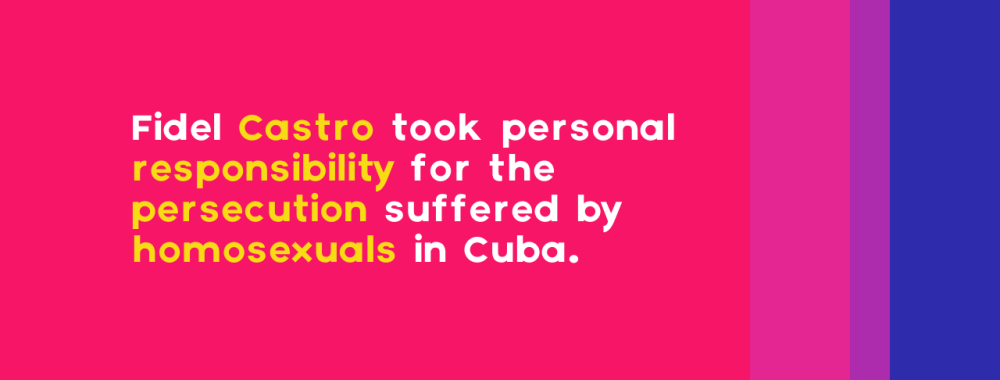 Fidel Castro took personal
responsibility for the
persecution suffered by
homosexuals in Cuba.